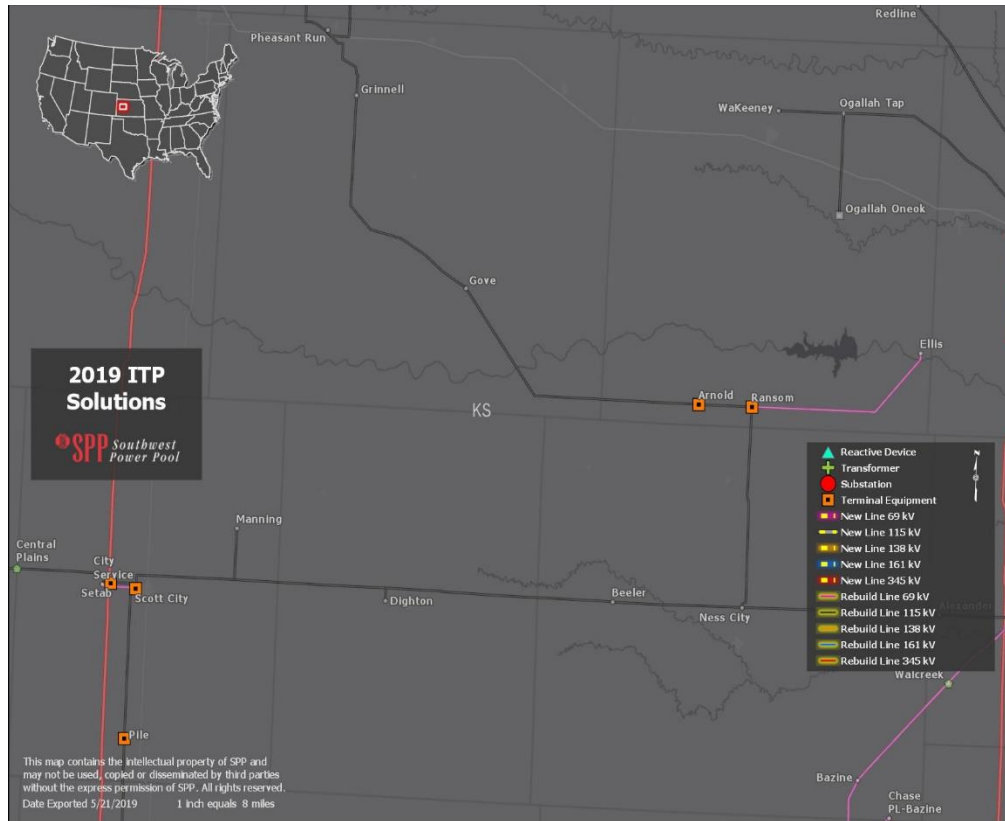 Redline
Pheasant Run
Grinnell
WaKeeney
Ogallah Tap
Ogallah Oneok
Gove
Ellis
2019 ITP
Solutions
SPP Southwest
Power Pool
KS
Arnold
Ransom
Reactive Device
Transformer
Substation
Terminal Equipment
New Line 69 kV
New Line 115 kV
New Line 138 kV
New Line 161 kV
New Line 345 kV
Rebuild Line 69 kV
Rebuild Line 115 kV
Rebuild Line 138 kV
Rebuild Line 161 kV
Rebuild Line 345 kV
N
Manning
Central
Plains
City
Service
Setab
Scott City
Dighton
Beeler
Ness City
Alexander
Walcreek
Pile
Bazine
Chase
PL-Bazine
This map contains the intellectual property of SPP and
may not be used, copied or disseminated by third parties
without the express permission of SPP. All rights reserved.
Date Exported 5/21/2019 1 inch equals 8 miles